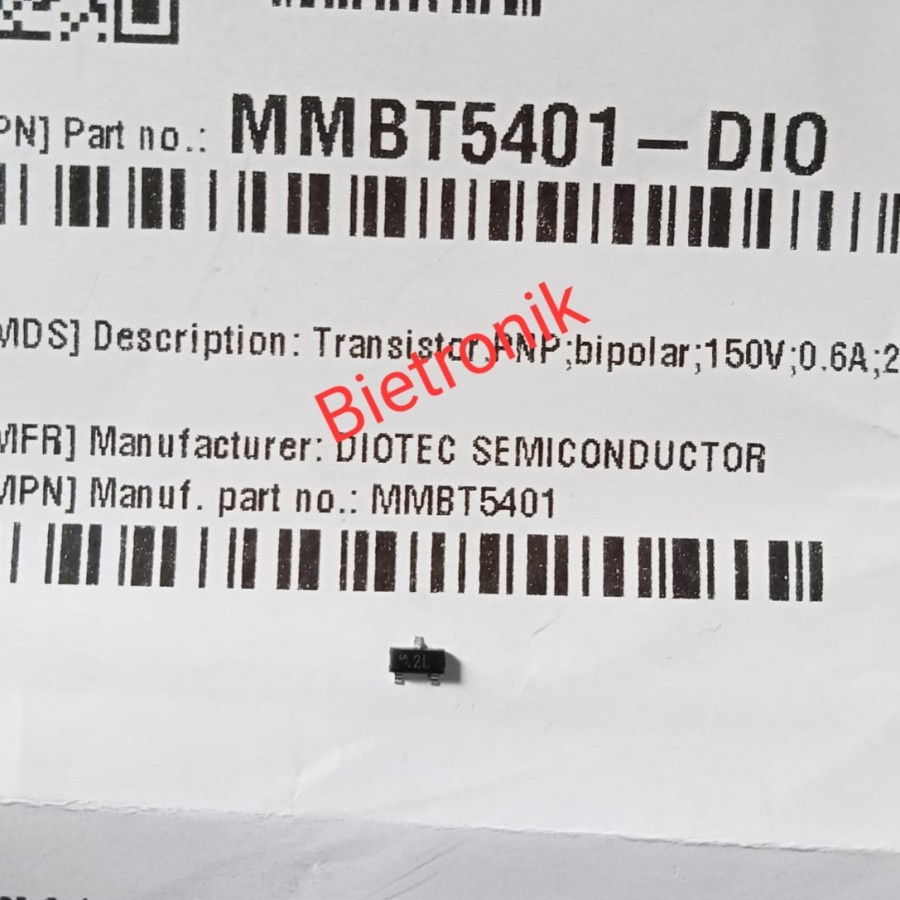 PN] Part no.: MMBT5401-DIO
MDS] Description: Transistor:PNP;bipolar;150V;0.6A;2
Bietronik
MFR] Manufacturer: DIOTEC SEMICONDUCTOR
MPN] Manuf. part no.: MMBT5401
2L